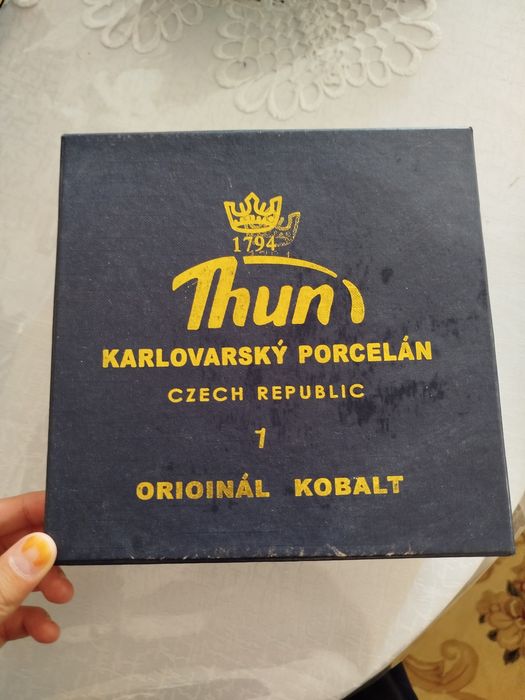 1794
Thun
KARLOVARSKÝ PORCELÁN
CZECH REPUBLIC
1
ORIOINÁL KOBALT